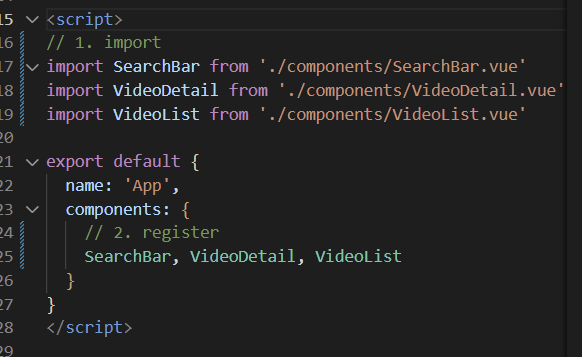 15 <script>
16 // 1. import
17 import SearchBar from './components/SearchBar.vue'
18 import VideoDetail from './components/VideoDetail.vue'
19 import VideoList from './components/VideoList.vue'
20
21 export default {
22 name: 'App',
23 components: {
24 // 2. register
25 SearchBar, VideoDetail, VideoList
26 }
27 }
28 </script>
29